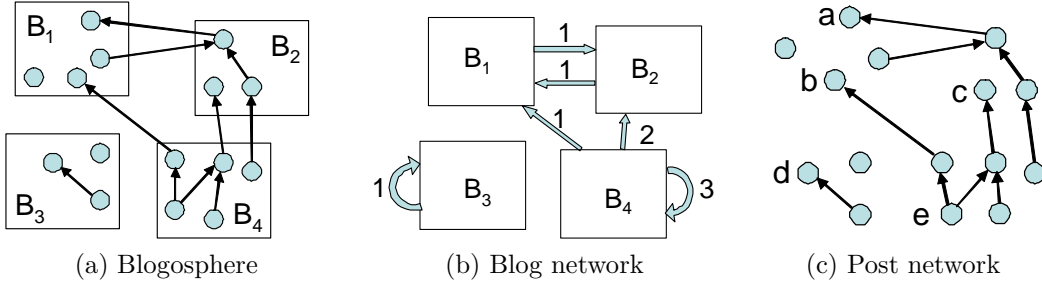 B1
B2
B3
B4
(a) Blogosphere
B1
B2
B3
B4
1
1
1
2
1
3
(b) Blog network
a
b
c
d
e
(c) Post network